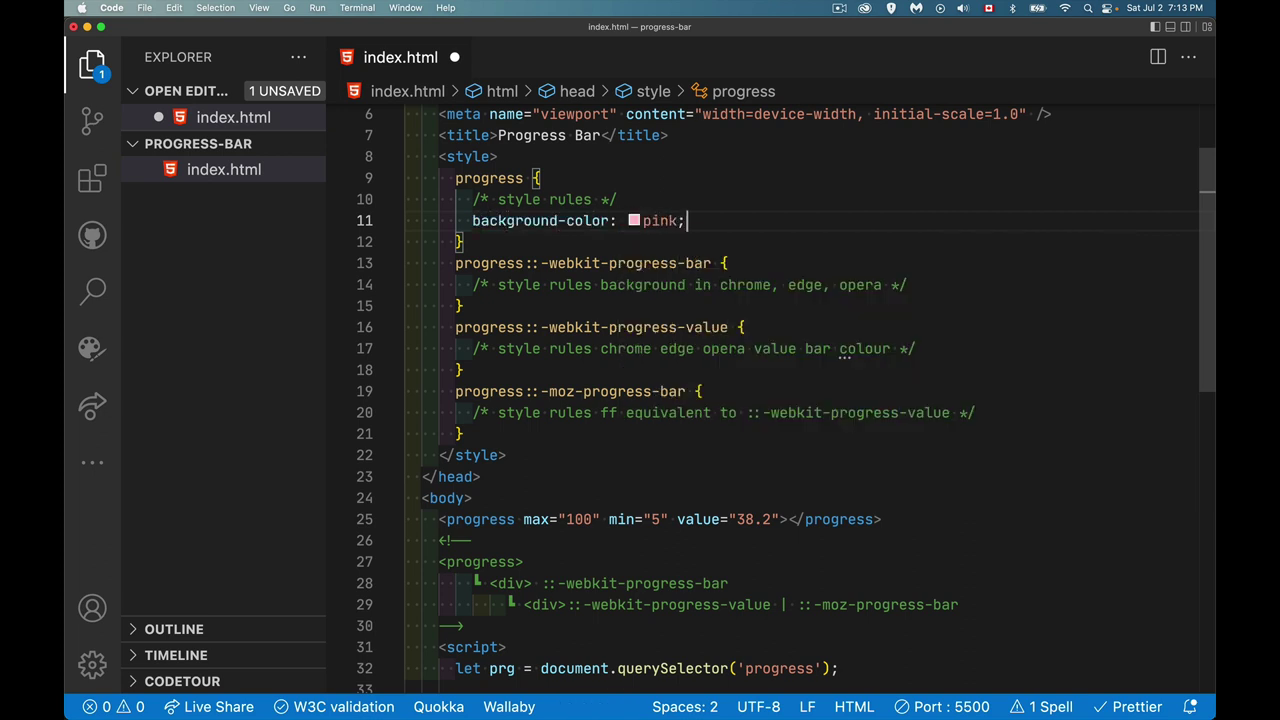 Code File Edit Selection View Go Run Terminal Window Help Sat Jul 2 7:13 PM
index.html — progress-bar
EXPLORER
OPEN EDIT... 1 UNSAVED
index.html
PROGRESS-BAR
index.html
OUTLINE
TIMELINE
CODETOUR
1
index.html
index.html > html > head > style > progress
6 <meta name="viewport" content="width=device-width, initial-scale=1.0" />
7 <title>Progress Bar</title>
8 <style>
9 progress {
10 /* style rules */
11 background-color: pink;
12 }
13 progress::-webkit-progress-bar {
14 /* style rules background in chrome, edge, opera */
15 }
16 progress::-webkit-progress-value {
17 /* style rules chrome edge opera value bar colour */
18 }
19 progress::-moz-progress-bar {
20 /* style rules ff equivalent to ::-webkit-progress-value */
21 }
22 </style>
23 </head>
24 <body>
25 <progress max="100" min="5" value="38.2"></progress>
26 <!--
27 <progress>
28 ┗ <div> ::-webkit-progress-bar
29 ┗ <div>::-webkit-progress-value | ::-moz-progress-bar
30 -->
31 <script>
32 let prg = document.querySelector('progress');
33
0 0 Live Share W3C validation Quokka Wallaby Spaces: 2 UTF-8 LF HTML Port : 5500 1 Spell Prettier